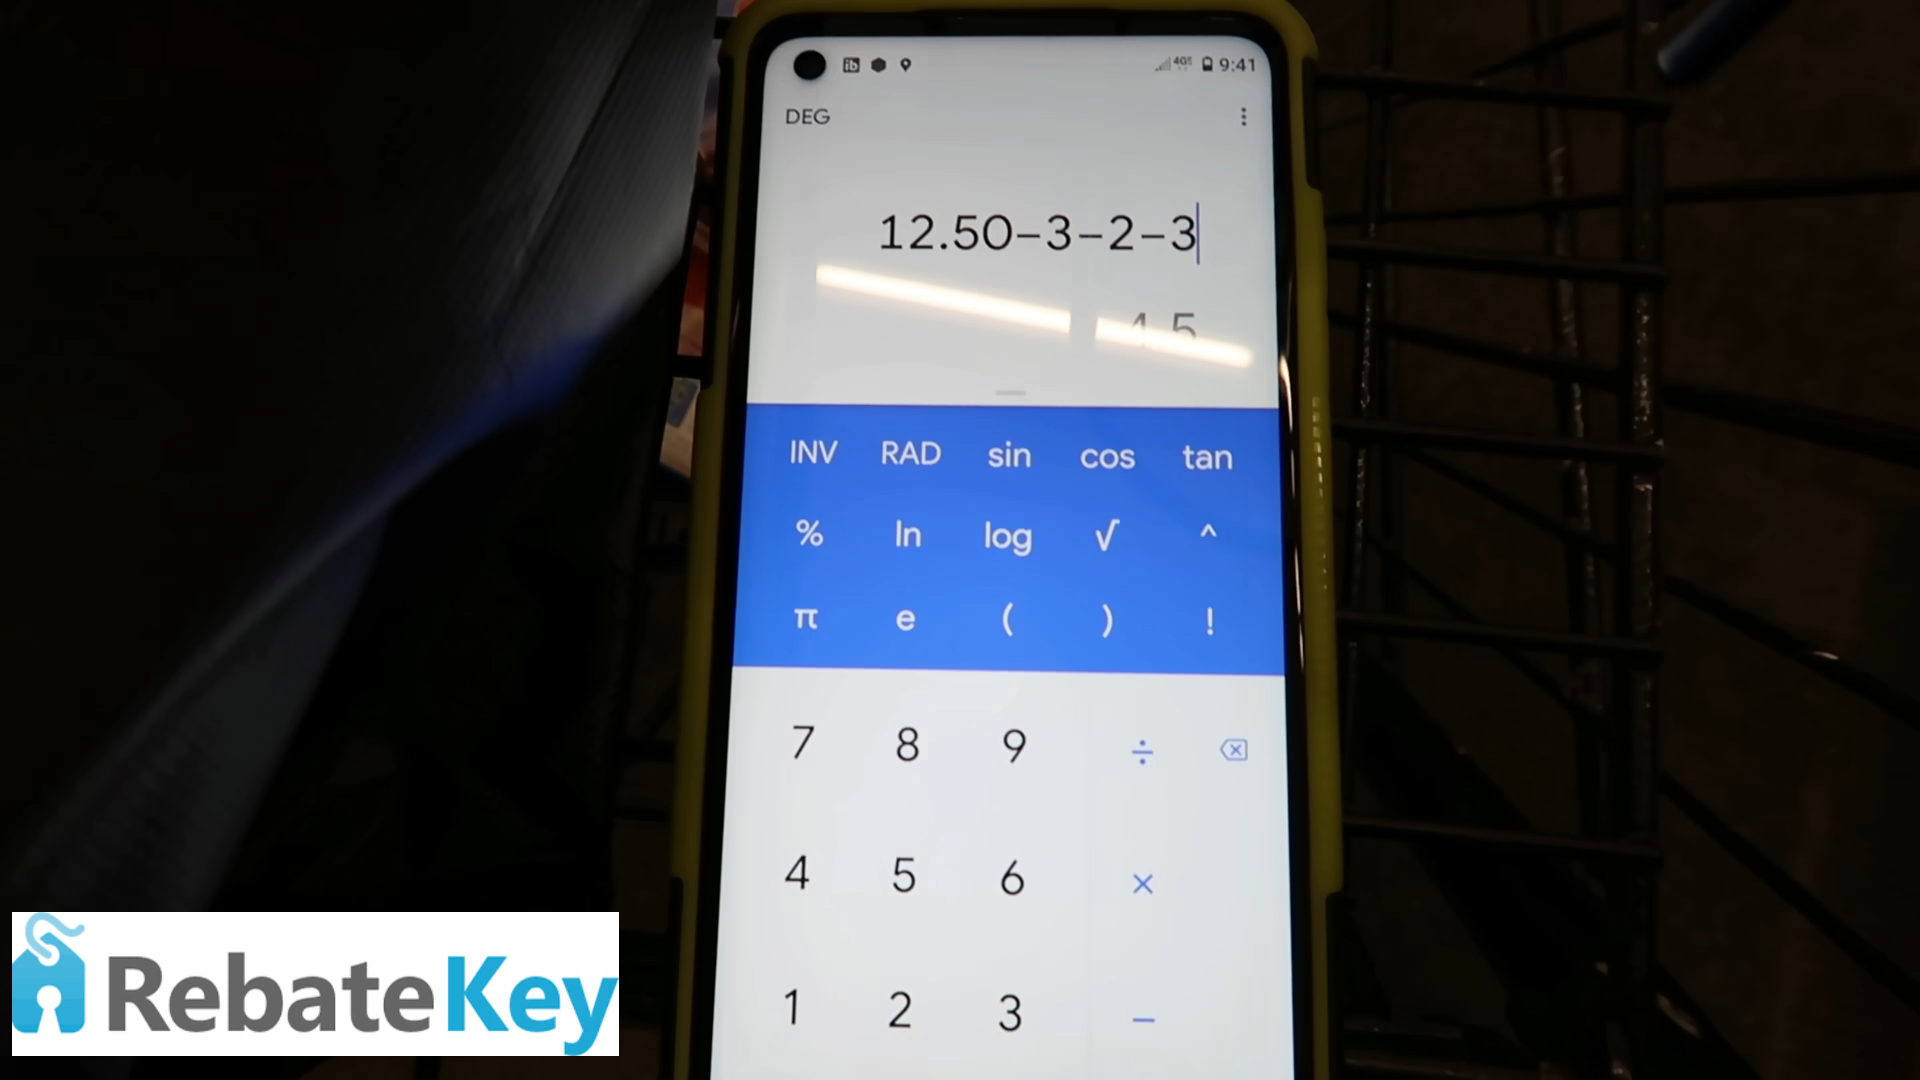 9:41
DEG
12.50–3–2–3
4.5
INV RAD sin cos tan
% ln log √ ^
π e ( ) !
7 8 9 ÷
4 5 6 ×
1 2 3 –
RebateKey